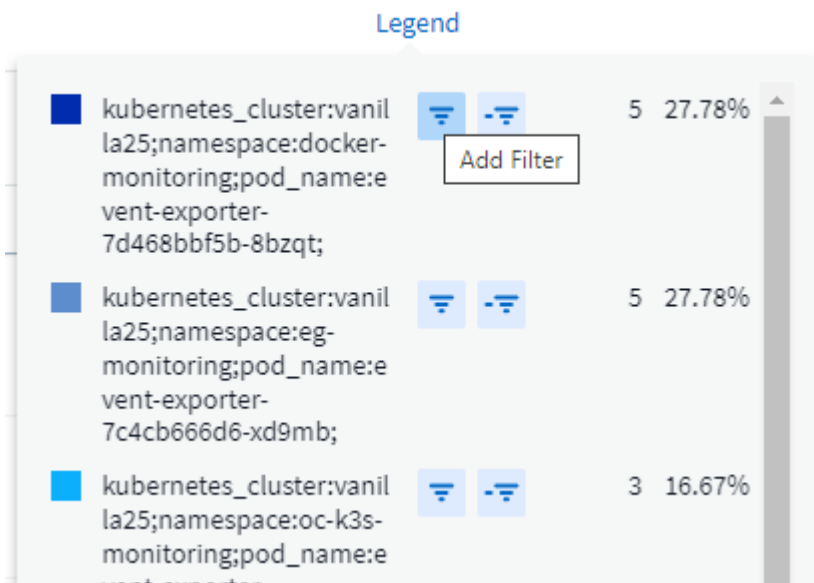 Legend
kubernetes_cluster:vanil
la25;namespace:docker-
monitoring;pod_name:e
vent-exporter-
7d468bbf5b-8bzqt;
5 27.78%
Add Filter
kubernetes_cluster:vanil
la25;namespace:eg-
monitoring;pod_name:e
vent-exporter-
7c4cb666d6-xd9mb;
5 27.78%
kubernetes_cluster:vanil
la25;namespace:oc-k3s-
monitoring;pod_name:e
vent-exporter-
3 16.67%